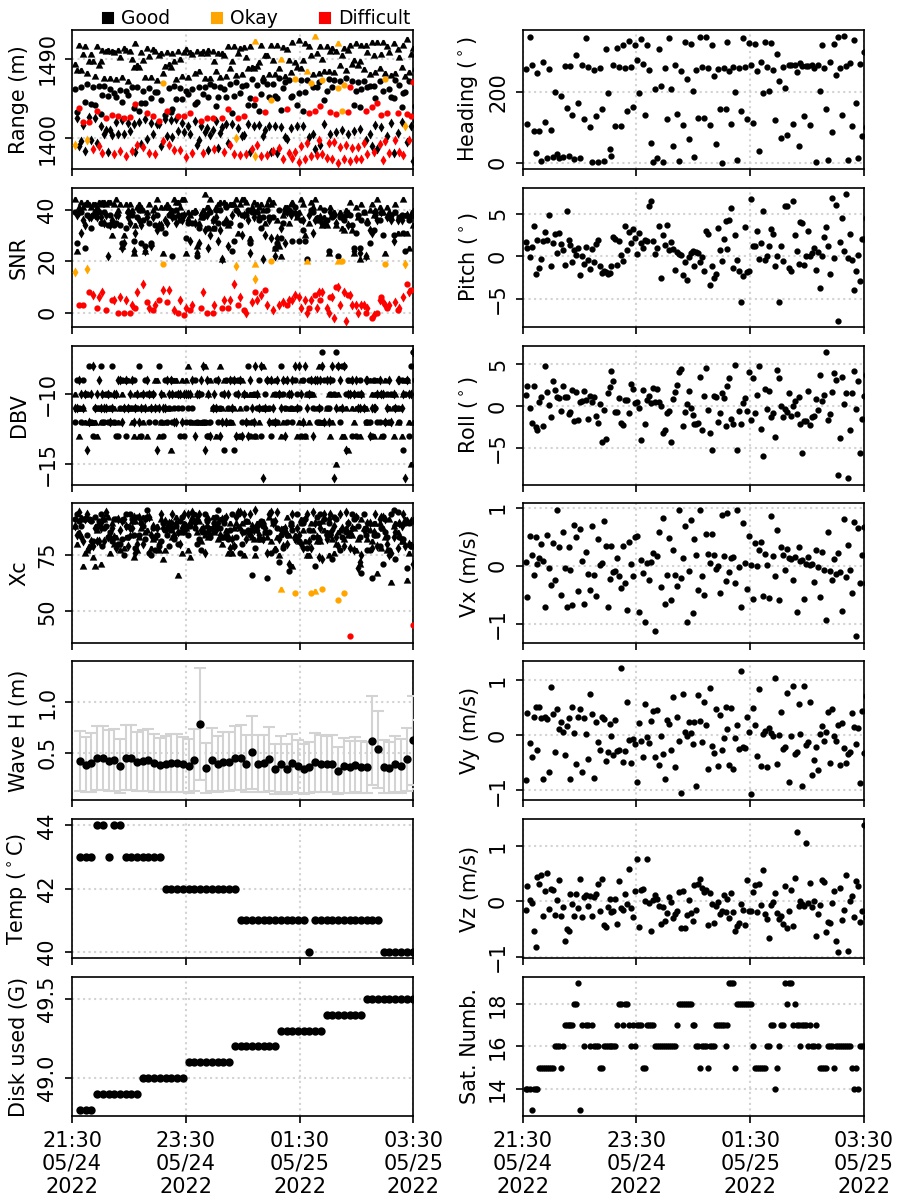 Good Okay Difficult
Range (m)
1490
1400
Heading (°)
200
0
SNR
40
20
0
Pitch (°)
5
0
−5
DBV
−10
−15
Roll (°)
5
0
−5
Xc
75
50
Vx (m/s)
1
0
−1
Wave H (m)
1.0
0.5
Vy (m/s)
1
0
−1
Temp (°C)
44
42
40
Vz (m/s)
1
0
−1
Disk used (G)
49.5
49.0
Sat. Numb.
18
16
14
21:30 23:30 01:30 03:30 21:30 23:30 01:30 03:30
05/24 05/24 05/25 05/25 05/24 05/24 05/25 05/25
2022 2022 2022 2022 2022 2022 2022 2022